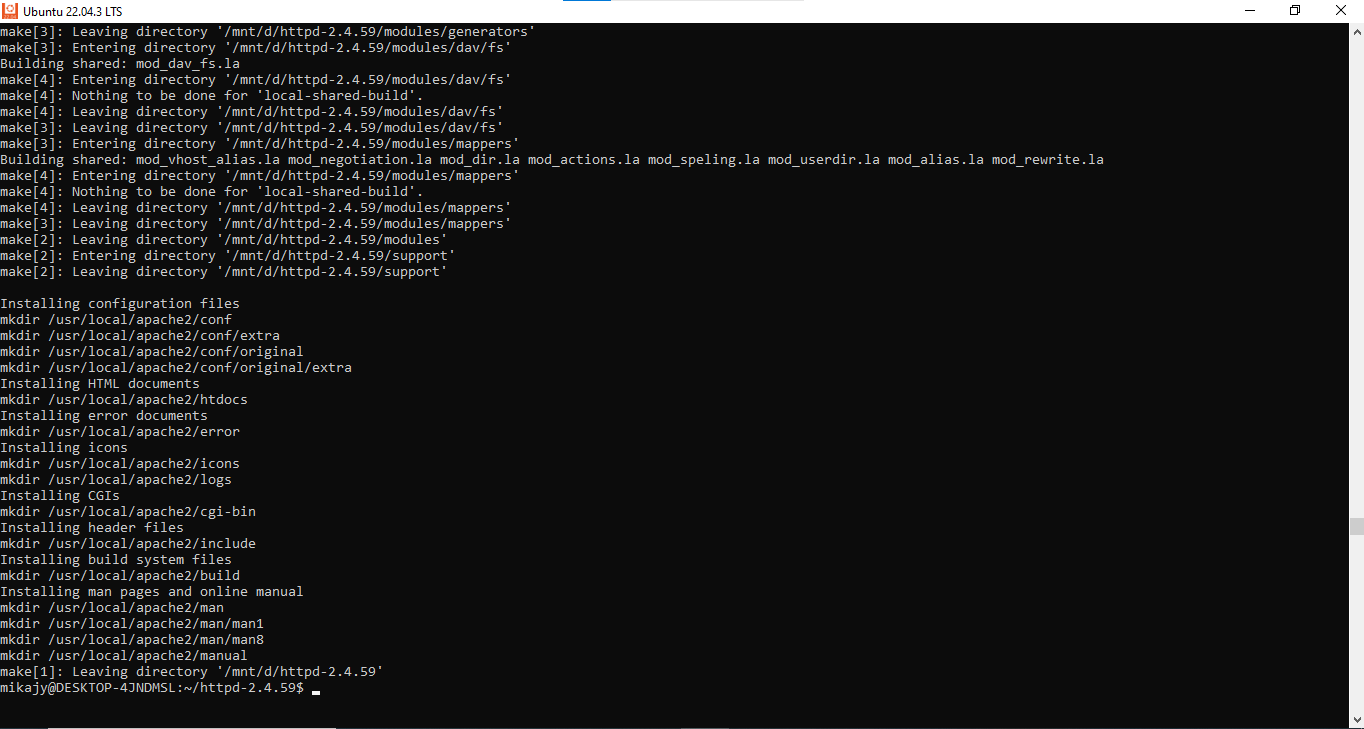 Ubuntu 22.04.3 LTS
make[3]: Leaving directory '/mnt/d/httpd-2.4.59/modules/generators'
make[3]: Entering directory '/mnt/d/httpd-2.4.59/modules/dav/fs'
Building shared: mod_dav_fs.la
make[4]: Entering directory '/mnt/d/httpd-2.4.59/modules/dav/fs'
make[4]: Nothing to be done for 'local-shared-build'.
make[4]: Leaving directory '/mnt/d/httpd-2.4.59/modules/dav/fs'
make[3]: Leaving directory '/mnt/d/httpd-2.4.59/modules/dav/fs'
make[3]: Entering directory '/mnt/d/httpd-2.4.59/modules/mappers'
Building shared: mod_vhost_alias.la mod_negotiation.la mod_dir.la mod_actions.la mod_speling.la mod_userdir.la mod_alias.la mod_rewrite.la
make[4]: Entering directory '/mnt/d/httpd-2.4.59/modules/mappers'
make[4]: Nothing to be done for 'local-shared-build'.
make[4]: Leaving directory '/mnt/d/httpd-2.4.59/modules/mappers'
make[3]: Leaving directory '/mnt/d/httpd-2.4.59/modules/mappers'
make[2]: Leaving directory '/mnt/d/httpd-2.4.59/modules'
make[2]: Entering directory '/mnt/d/httpd-2.4.59/support'
make[2]: Leaving directory '/mnt/d/httpd-2.4.59/support'
Installing configuration files
mkdir /usr/local/apache2/conf
mkdir /usr/local/apache2/conf/extra
mkdir /usr/local/apache2/conf/original
mkdir /usr/local/apache2/conf/original/extra
Installing HTML documents
mkdir /usr/local/apache2/htdocs
Installing error documents
mkdir /usr/local/apache2/error
Installing icons
mkdir /usr/local/apache2/icons
mkdir /usr/local/apache2/logs
Installing CGIs
mkdir /usr/local/apache2/cgi-bin
Installing header files
mkdir /usr/local/apache2/include
Installing build system files
mkdir /usr/local/apache2/build
Installing man pages and online manual
mkdir /usr/local/apache2/man
mkdir /usr/local/apache2/man/man1
mkdir /usr/local/apache2/man/man8
mkdir /usr/local/apache2/manual
make[1]: Leaving directory '/mnt/d/httpd-2.4.59'
mikajy@DESKTOP-4JNDMSL:~/httpd-2.4.59$